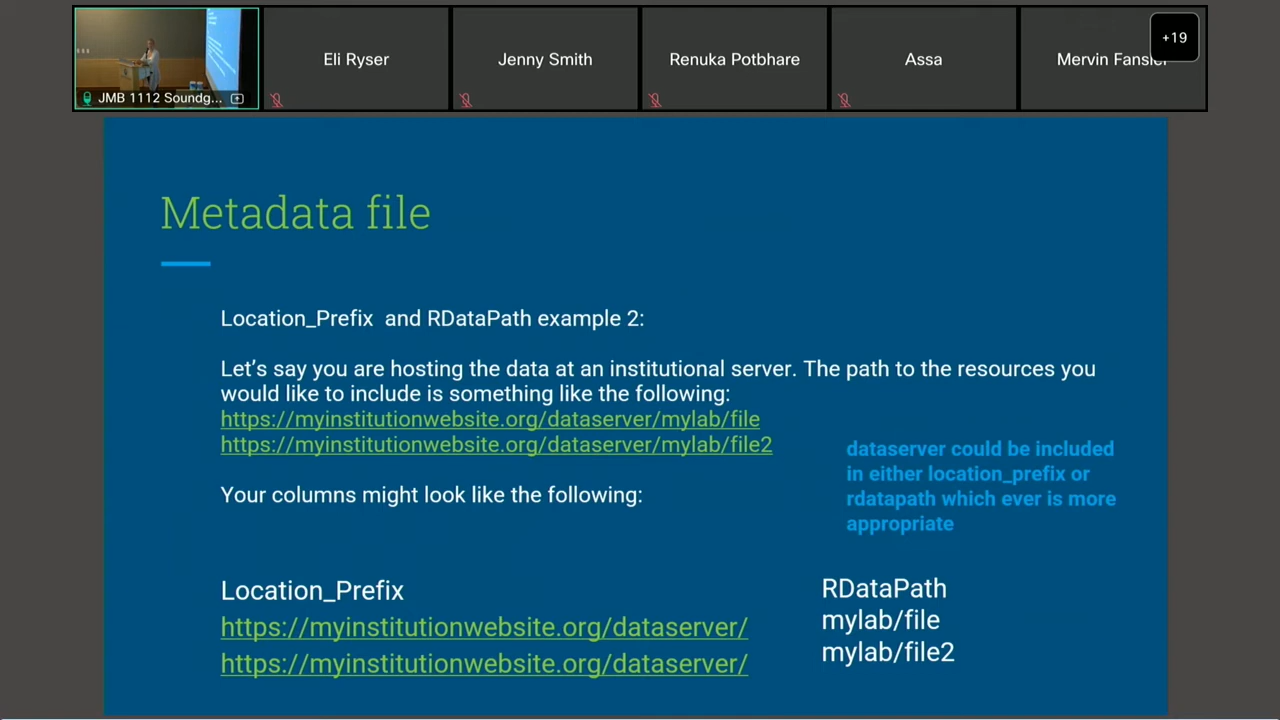 JMB 1112 Soundg...
Eli Ryser
Jenny Smith
Renuka Potbhare
Assa
Mervin Fansler
+19
Metadata file
Location_Prefix and RDataPath example 2:
Let's say you are hosting the data at an institutional server. The path to the resources you
would like to include is something like the following:
https://myinstitutionwebsite.org/dataserver/mylab/file
https://myinstitutionwebsite.org/dataserver/mylab/file2
dataserver could be included
in either location_prefix or
rdatapath which ever is more
appropriate
Your columns might look like the following:
Location_Prefix
https://myinstitutionwebsite.org/dataserver/
https://myinstitutionwebsite.org/dataserver/
RDataPath
mylab/file
mylab/file2